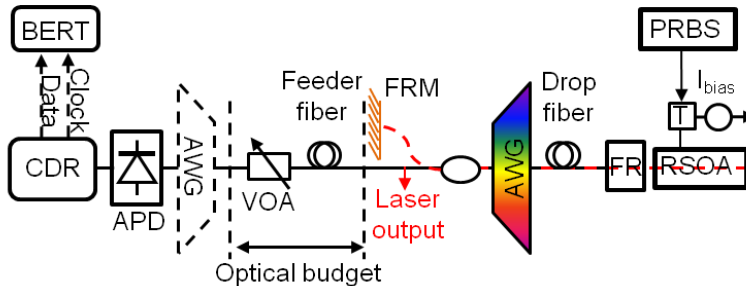 BERT
PRBS
Data
Clock
Feeder
fiber
FRM
Drop
fiber
I bias
T
AWG
AWG
CDR
APD
VOA
FR
RSOA
Laser
output
Optical budget